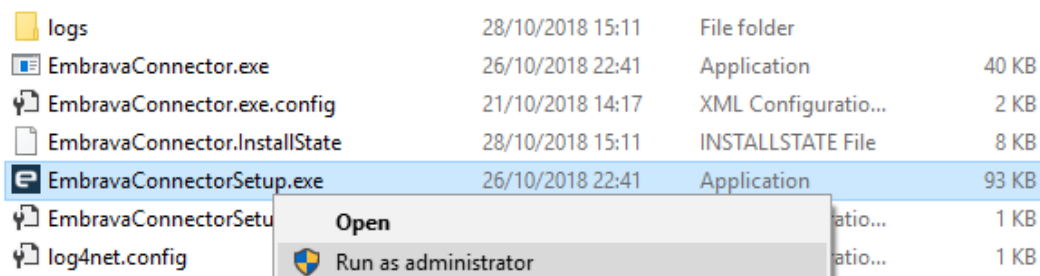 logs 28/10/2018 15:11 File folder
EmbravaConnector.exe 26/10/2018 22:41 Application 40 KB
EmbravaConnector.exe.config 21/10/2018 14:17 XML Configuratio... 2 KB
EmbravaConnector.InstallState 28/10/2018 15:11 INSTALLSTATE File 8 KB
EmbravaConnectorSetup.exe 26/10/2018 22:41 Application 93 KB
EmbravaConnectorSetu atio... 1 KB
Open
log4net.config atio... 1 KB
Run as administrator